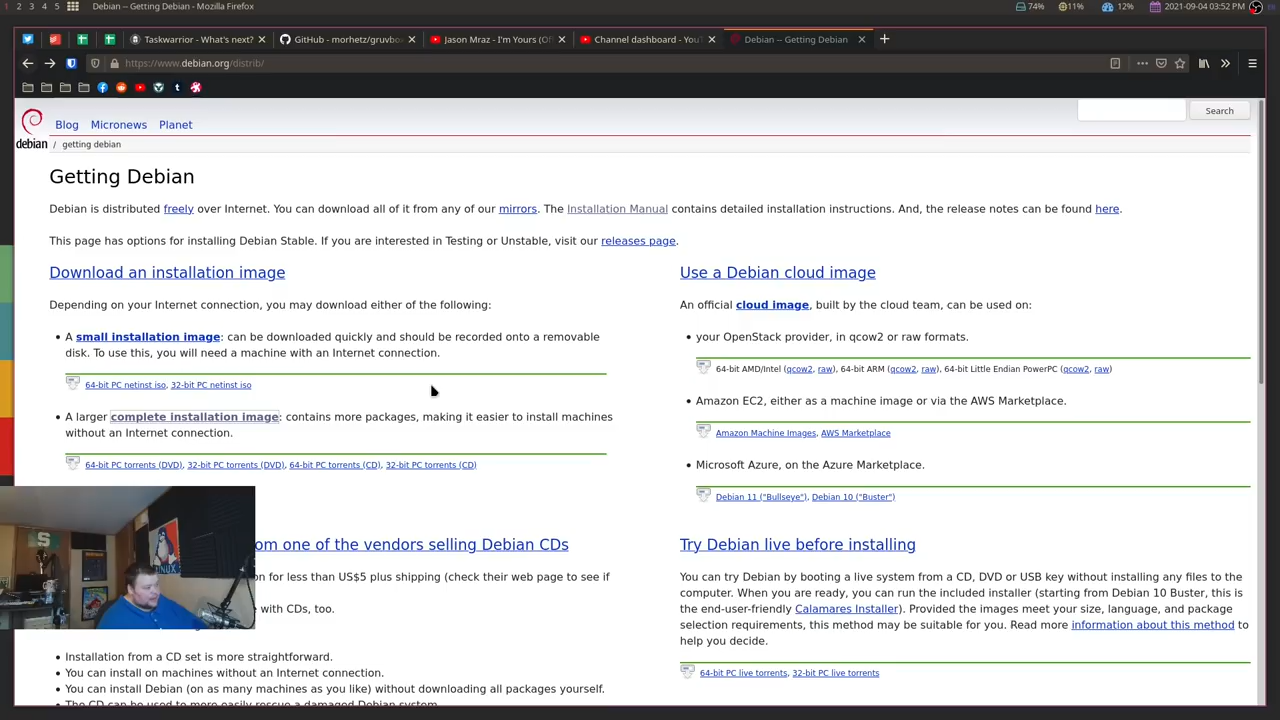 1 2 3 4 5
Debian -- Getting Debian - Mozilla Firefox
74% 11% 12% 2021-09-04 03:52 PM
Taskwarrior - What's next?
GitHub - morhetz/gruvbo
Jason Mraz - I'm Yours (Of
Channel dashboard - You
Debian -- Getting Debian
https://www.debian.org/distrib/
Search
Blog Micronews Planet
debian / getting debian
Getting Debian
Debian is distributed freely over Internet. You can download all of it from any of our mirrors. The Installation Manual contains detailed installation instructions. And, the release notes can be found here.
This page has options for installing Debian Stable. If you are interested in Testing or Unstable, visit our releases page.
Download an installation image
Depending on your Internet connection, you may download either of the following:
• A small installation image: can be downloaded quickly and should be recorded onto a removable
disk. To use this, you will need a machine with an Internet connection.
64-bit PC netinst iso, 32-bit PC netinst iso
• A larger complete installation image: contains more packages, making it easier to install machines
without an Internet connection.
64-bit PC torrents (DVD), 32-bit PC torrents (DVD), 64-bit PC torrents (CD), 32-bit PC torrents (CD)
Use a Debian cloud image
An official cloud image, built by the cloud team, can be used on:
• your OpenStack provider, in qcow2 or raw formats.
64-bit AMD/Intel (qcow2, raw), 64-bit ARM (qcow2, raw), 64-bit Little Endian PowerPC (qcow2, raw)
• Amazon EC2, either as a machine image or via the AWS Marketplace.
Amazon Machine Images, AWS Marketplace
• Microsoft Azure, on the Azure Marketplace.
Debian 11 ("Bullseye"), Debian 10 ("Buster")
om one of the vendors selling Debian CDs
on for less than US$5 plus shipping (check their web page to see if
with CDs, too.
• Installation from a CD set is more straightforward.
• You can install on machines without an Internet connection.
• You can install Debian (on as many machines as you like) without downloading all packages yourself.
• The CD can be used to more easily rescue a damaged Debian system.
Try Debian live before installing
You can try Debian by booting a live system from a CD, DVD or USB key without installing any files to the
computer. When you are ready, you can run the included installer (starting from Debian 10 Buster, this is
the end-user-friendly Calamares Installer). Provided the images meet your size, language, and package
selection requirements, this method may be suitable for you. Read more information about this method to
help you decide.
64-bit PC live torrents, 32-bit PC live torrents
S
LINUX